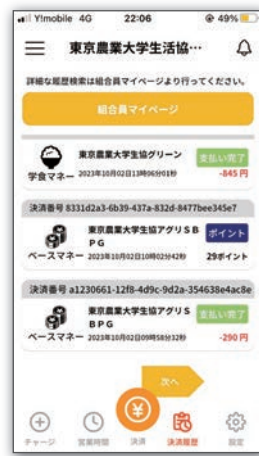 Y!mobile 4G 22:06 49%
東京農業大学生活協…
詳細な履歴検索は組合員マイページより行ってください。
組合員マイページ
東京農業大学生協グリーン 支払い完了
学食マネー 2023年10月02日13時06分01秒 -845 円
決済番号 8331d2a3-6b39-437a-832d-8477bee345e7
東京農業大学生協アグリＳＢ ポイント
ＰＧ
ベースマネー 2023年10月02日10時02分42秒 29ポイント
決済番号 a1230661-12f8-4d9c-9d2a-354638e4ac8e
東京農業大学生協アグリＳ 支払い完了
ＢＰＧ
ベースマネー 2023年10月02日09時58分32秒 -290 円
次へ
チャージ 営業時間 決済 決済履歴 設定